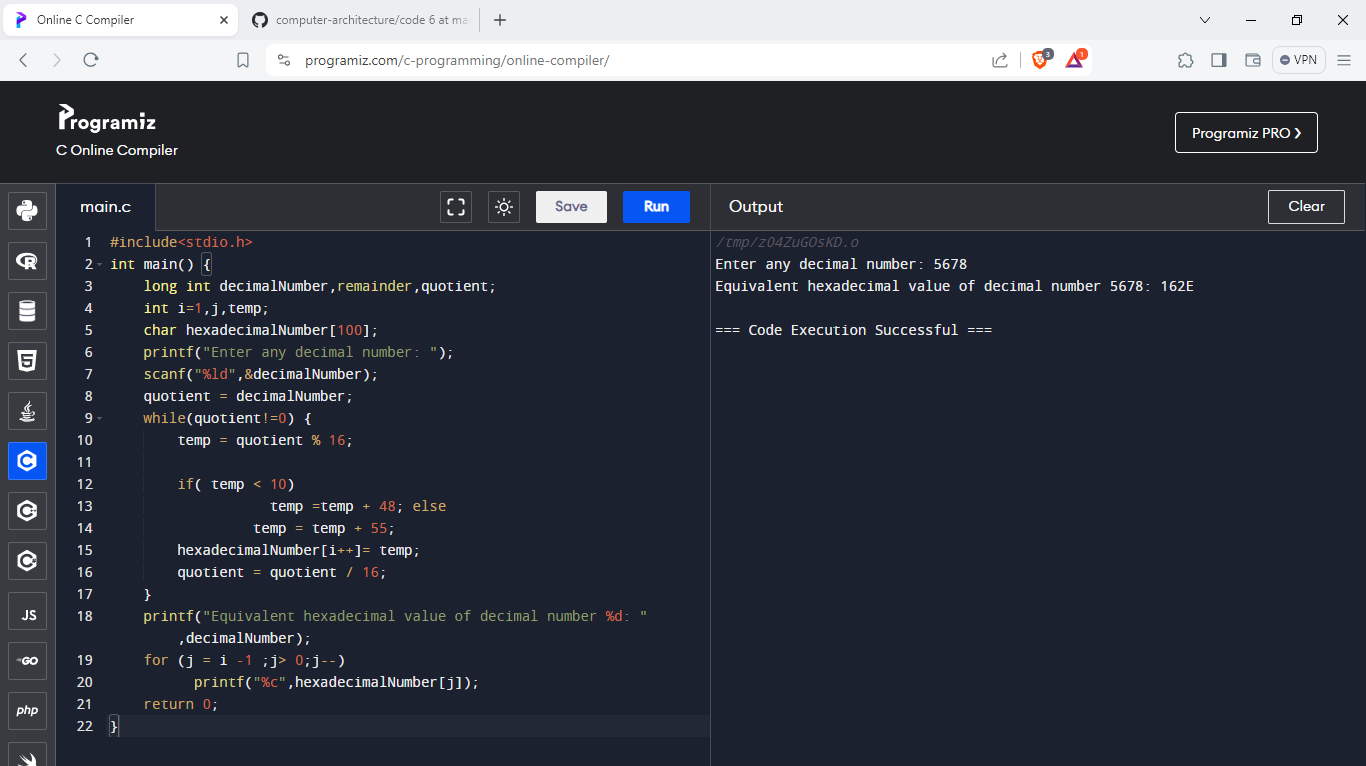 Online C Compiler
computer-architecture/code 6 at ma
programiz.com/c-programming/online-compiler/
3
1
VPN
Programiz
C Online Compiler
Programiz PRO
main.c
Save
Run
Output
Clear
1 #include<stdio.h>
2 int main() {
3 long int decimalNumber,remainder,quotient;
4 int i=1,j,temp;
5 char hexadecimalNumber[100];
6 printf("Enter any decimal number: ");
7 scanf("%ld",&decimalNumber);
8 quotient = decimalNumber;
9 while(quotient!=0) {
10 temp = quotient % 16;
11
12 if( temp < 10)
13 temp =temp + 48; else
14 temp = temp + 55;
15 hexadecimalNumber[i++]= temp;
16 quotient = quotient / 16;
17 }
18 printf("Equivalent hexadecimal value of decimal number %d: "
,decimalNumber);
19 for (j = i -1 ;j> 0;j--)
20 printf("%c",hexadecimalNumber[j]);
21 return 0;
22 }
/tmp/z04ZuGOsKD.o
Enter any decimal number: 5678
Equivalent hexadecimal value of decimal number 5678: 162E
=== Code Execution Successful ===
R
5
C
C
C
JS
GO
php